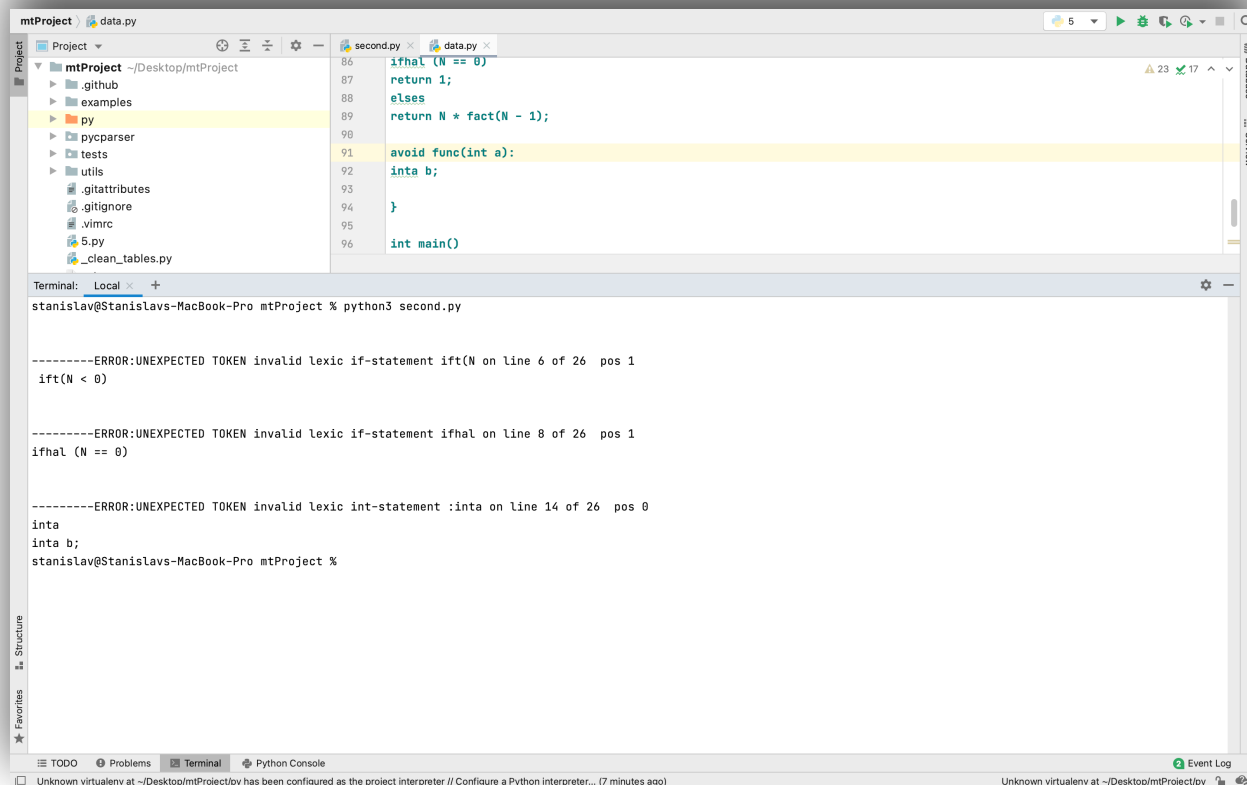 mtProject data.py
5
Project
Project
second.py
data.py
mtProject ~/Desktop/mtProject
.github
examples
py
pycparser
tests
utils
.gitattributes
.gitignore
.vimrc
5.py
_clean_tables.py
86 ifhal (N == 0)
87 return 1;
88 elses
89 return N * fact(N - 1);
90
91 avoid func(int a):
92 inta b;
93
94 }
95
96 int main()
23 17
Terminal: Local +
stanislav@Stanislavs-MacBook-Pro mtProject % python3 second.py
---------ERROR:UNEXPECTED TOKEN invalid lexic if-statement ift(N on line 6 of 26 pos 1
ift(N < 0)
---------ERROR:UNEXPECTED TOKEN invalid lexic if-statement ifhal on line 8 of 26 pos 1
ifhal (N == 0)
---------ERROR:UNEXPECTED TOKEN invalid lexic int-statement :inta on line 14 of 26 pos 0
inta
inta b;
stanislav@Stanislavs-MacBook-Pro mtProject %
Structure
Favorites
TODO Problems Terminal Python Console
2 Event Log
Unknown virtualenv at ~/Desktop/mtProject/py has been configured as the project interpreter // Configure a Python interpreter... (7 minutes ago)
Unknown virtualenv at ~/Desktop/mtProject/py